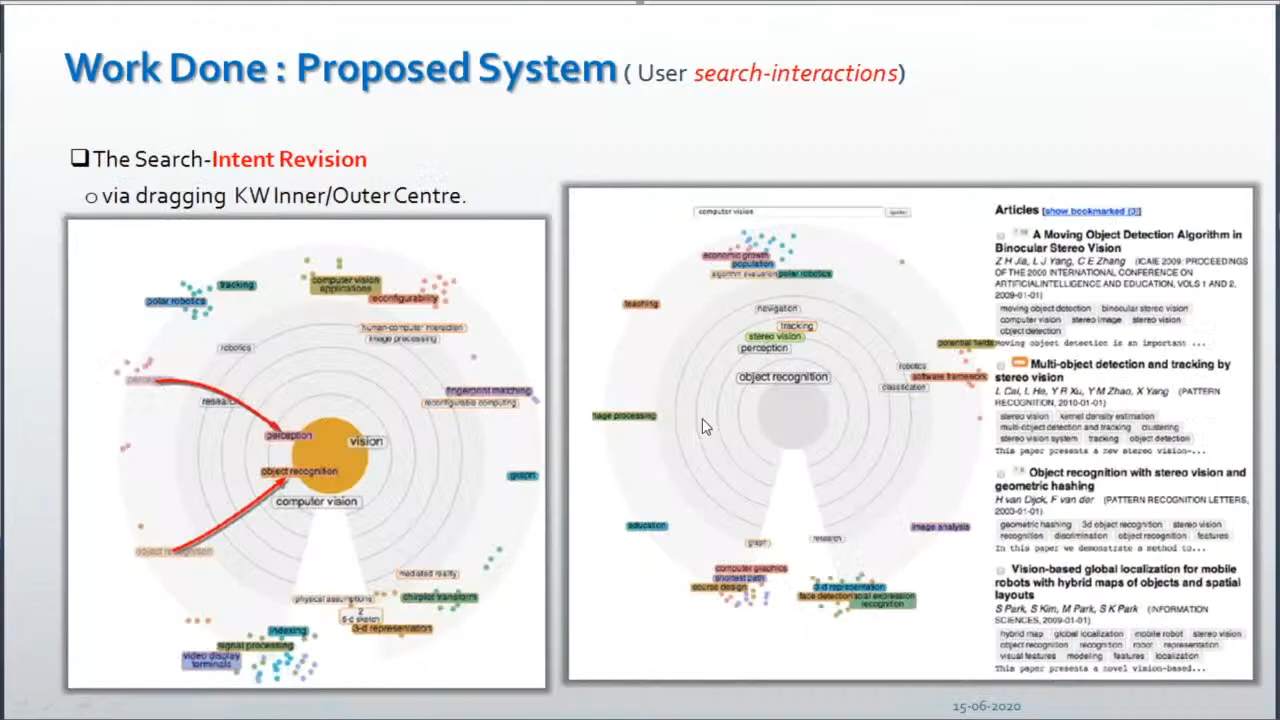 Work Done : Proposed System ( User search-interactions)
The Search-Intent Revision
o via dragging KW Inner/Outer Centre.
tracking
computer vision
applications
polar robotics
reconfigurability
human-computer interaction
image processing
robotics
fingerprint matching
reconfigurable computing
perception
vision
object recognition
graph
computer vision
object recognition
mediated reality
physical assumptions
chirplet transform
3-d representation
indexing
signal processing
video display
terminals
computer vision
economic growth
population
polar robotics
teaching
navigation
tracking
stereo vision
perception
potential fields
object recognition
robotics
software framework
classification
image processing
education
image analysis
graph
research
computer graphics
shortest path
course design
3-d representation
face detection
recognition
Articles [show bookmarked (3)]
A Moving Object Detection Algorithm in
Binocular Stereo Vision
Z H Jia, L J Yang, C E Zhang (ICAIE 2009: PROCEEDINGS
OF THE 2009 INTERNATIONAL CONFERENCE ON
ARTIFICIAL INTELLIGENCE AND EDUCATION, VOLS 1 AND 2,
2009-01-01)
moving object detection binocular stereo vision
computer vision stereo image stereo vision
object detection
Moving object detection is an important ...
Multi-object detection and tracking by
stereo vision
L Cai, L He, Y R Xu, Y M Zhao, X Yang (PATTERN
RECOGNITION, 2010-01-01)
stereo vision kernel density estimation
multi-object detection and tracking clustering
stereo vision system tracking object detection
This paper presents a new stereo vision-...
Object recognition with stereo vision and
geometric hashing
H van Dijck, F van der (PATTERN RECOGNITION LETTERS,
2003-01-01)
geometric hashing 3d object recognition stereo vision
recognition discrimination object recognition features
In this paper we demonstrate a method to...
Vision-based global localization for mobile
robots with hybrid maps of objects and spatial
layouts
S Park, S Kim, M Park, S K Park (INFORMATION
SCIENCES, 2009-01-01)
hybrid map global localization mobile robot stereo vision
object recognition recognition robot representation
visual features modeling features localization
This paper presents a novel vision-based...
15-06-2020